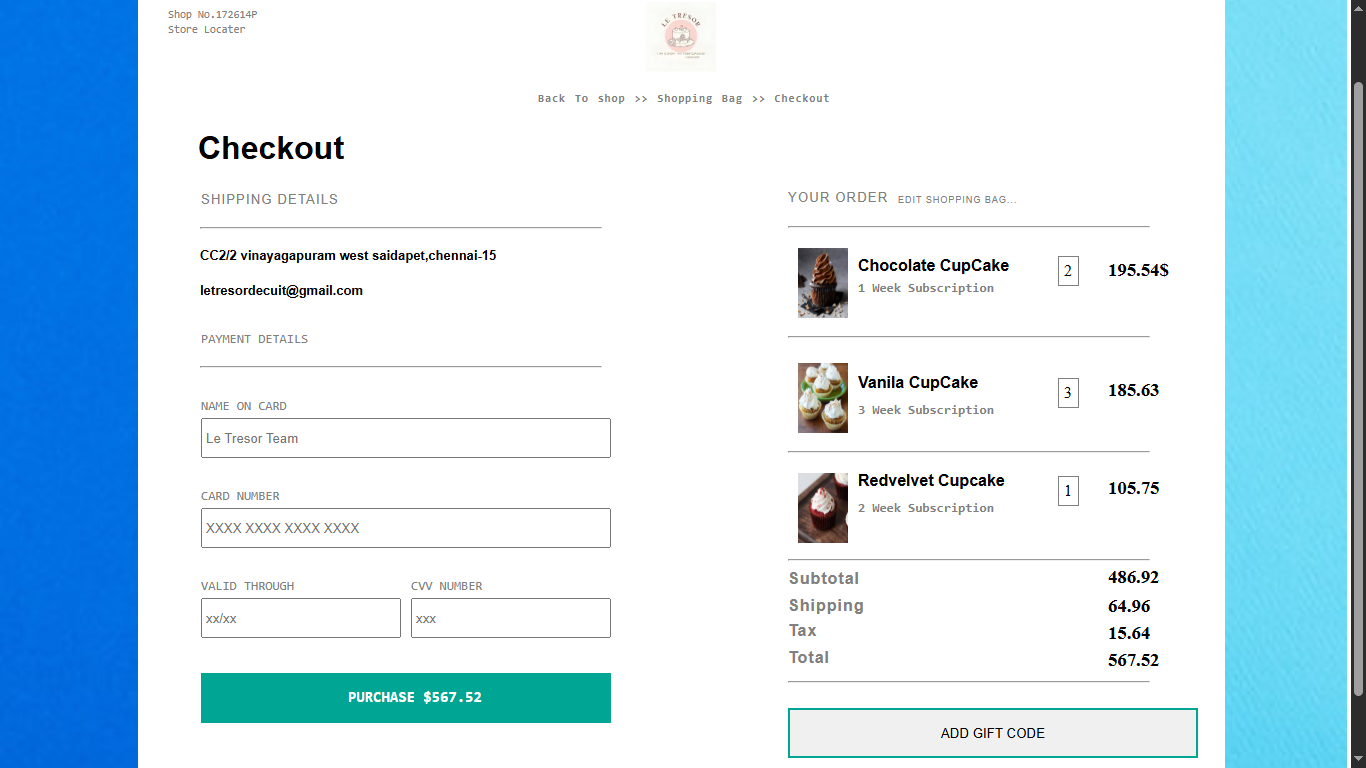 Shop No.172614P
Store Locater
LE TRESOR
Back To shop >> Shopping Bag >> Checkout
Checkout
SHIPPING DETAILS
CC2/2 vinayagapuram west saidapet,chennai-15
letresordecuit@gmail.com
PAYMENT DETAILS
NAME ON CARD
Le Tresor Team
CARD NUMBER
XXXX XXXX XXXX XXXX
VALID THROUGH CVV NUMBER
xx/xx xxx
PURCHASE $567.52
YOUR ORDER EDIT SHOPPING BAG...
Chocolate CupCake 2 195.54$
1 Week Subscription
Vanila CupCake 3 185.63
3 Week Subscription
Redvelvet Cupcake 1 105.75
2 Week Subscription
Subtotal 486.92
Shipping 64.96
Tax 15.64
Total 567.52
ADD GIFT CODE